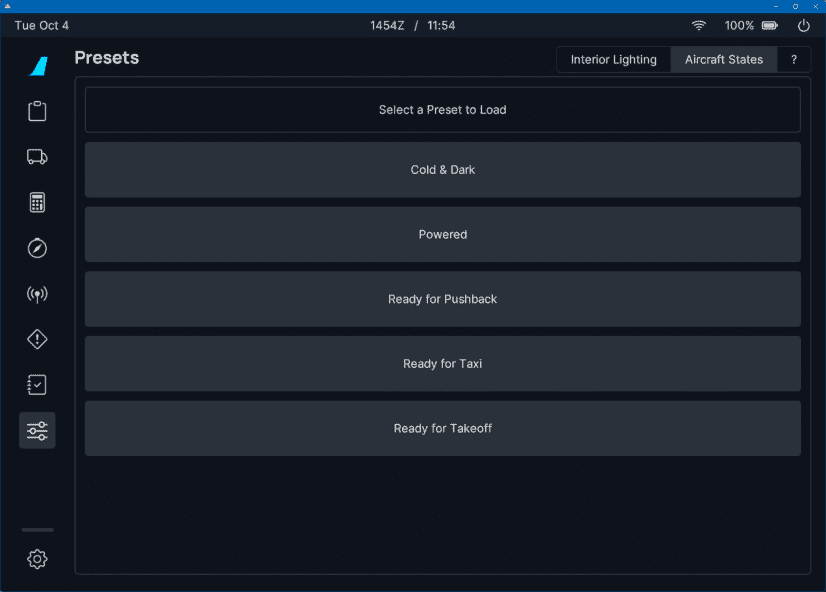 Tue Oct 4
1454Z / 11:54
100%
Presets
Interior Lighting
Aircraft States
?
Select a Preset to Load
Cold & Dark
Powered
Ready for Pushback
Ready for Taxi
Ready for Takeoff